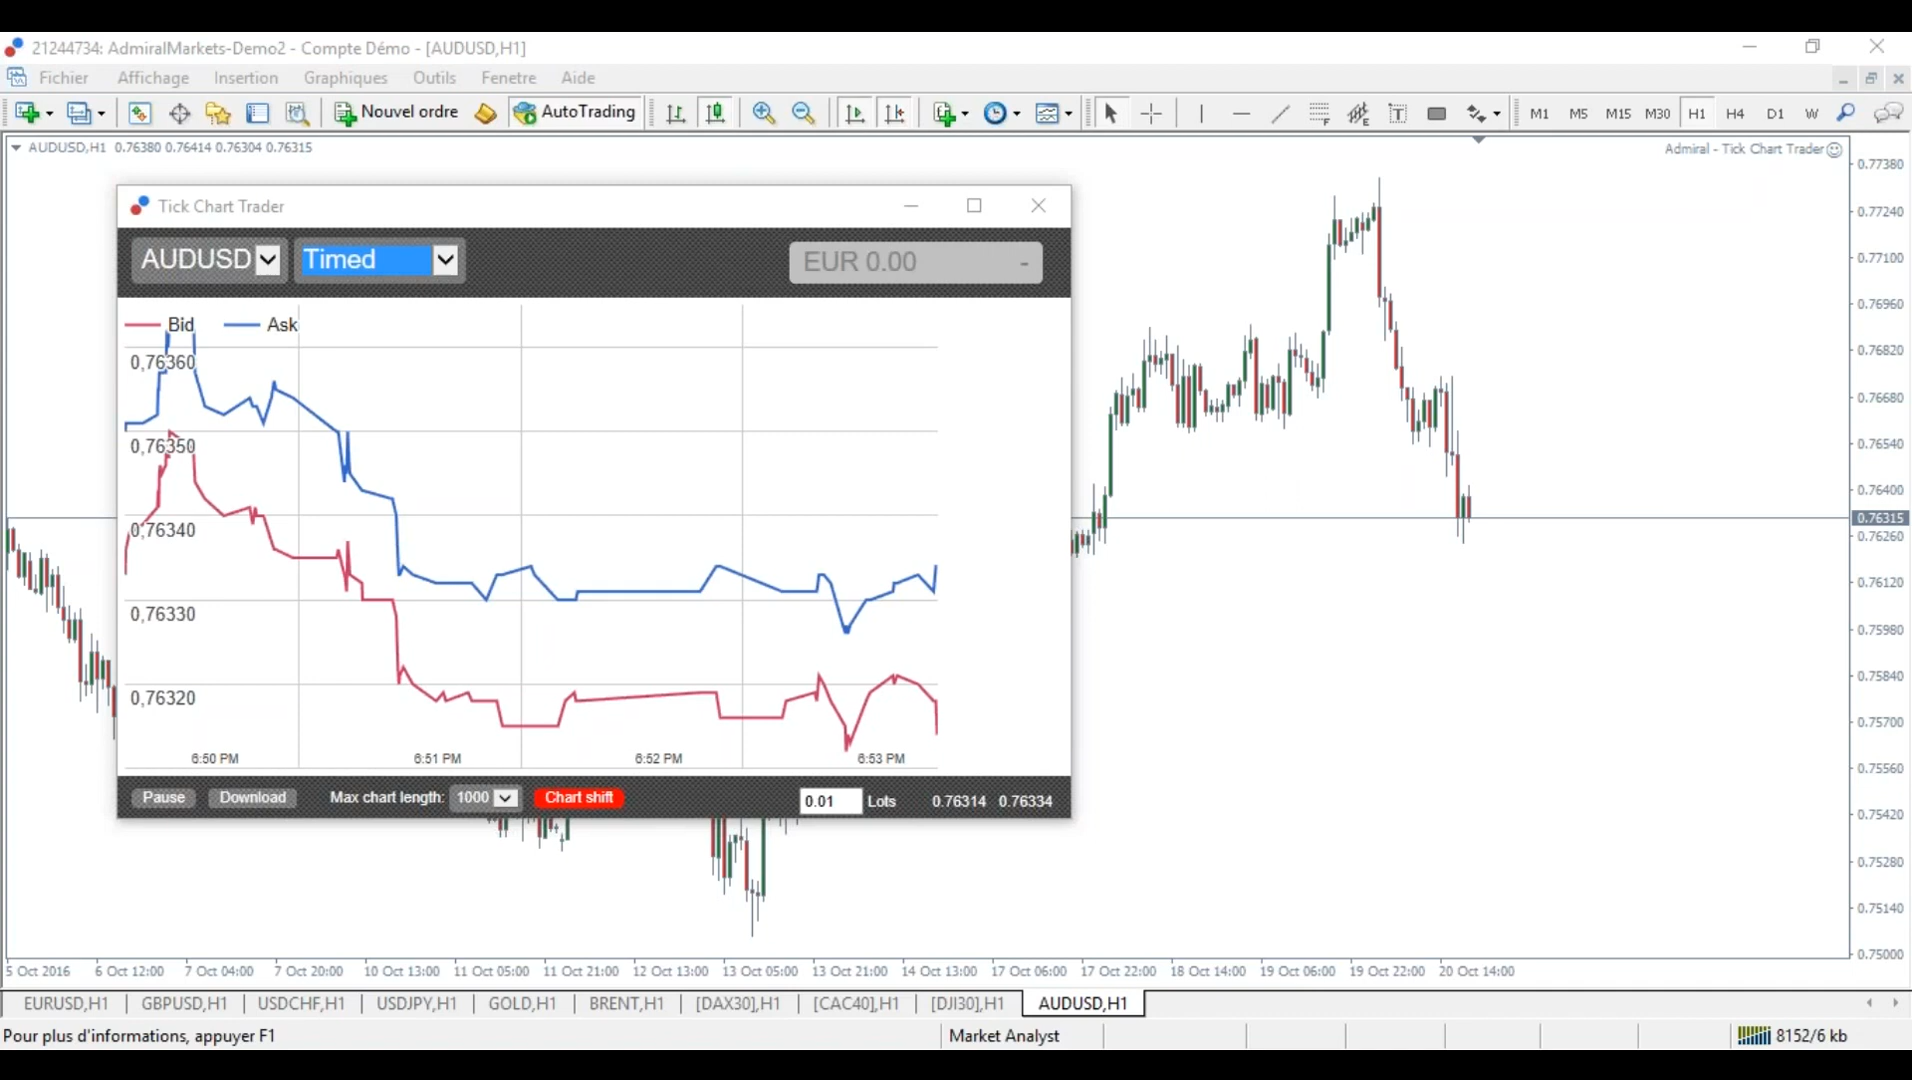 21244734: AdmiralMarkets-Demo2 - Compte Démo - [AUDUSD,H1]
Fichier Affichage Insertion Graphiques Outils Fenetre Aide
Nouvel ordre AutoTrading M1 M5 M15 M30 H1 H4 D1 W
AUDUSD,H1 0.76380 0.76414 0.76304 0.76315
Admiral - Tick Chart Trader
Tick Chart Trader
AUDUSD Timed EUR 0.00 -
Bid Ask
0,76360
0,76350
0,76340
0,76330
0,76320
6:50 PM 6:51 PM 6:52 PM 6:53 PM
Pause Download Max chart length: 1000 Chart shift 0.01 Lots 0.76314 0.76334
0.77380
0.77240
0.77100
0.76960
0.76820
0.76680
0.76540
0.76400
0.76315
0.76260
0.76120
0.75980
0.75840
0.75700
0.75560
0.75420
0.75280
0.75140
0.75000
5 Oct 2016 6 Oct 12:00 7 Oct 04:00 7 Oct 20:00 10 Oct 13:00 11 Oct 05:00 11 Oct 21:00 12 Oct 13:00 13 Oct 05:00 13 Oct 21:00 14 Oct 13:00 17 Oct 06:00 17 Oct 22:00 18 Oct 14:00 19 Oct 06:00 19 Oct 22:00 20 Oct 14:00
EURUSD,H1 GBPUSD,H1 USDCHF,H1 USDJPY,H1 GOLD,H1 BRENT,H1 [DAX30],H1 [CAC40],H1 [DJI30],H1 AUDUSD,H1
Pour plus d'informations, appuyer F1 Market Analyst 8152/6 kb